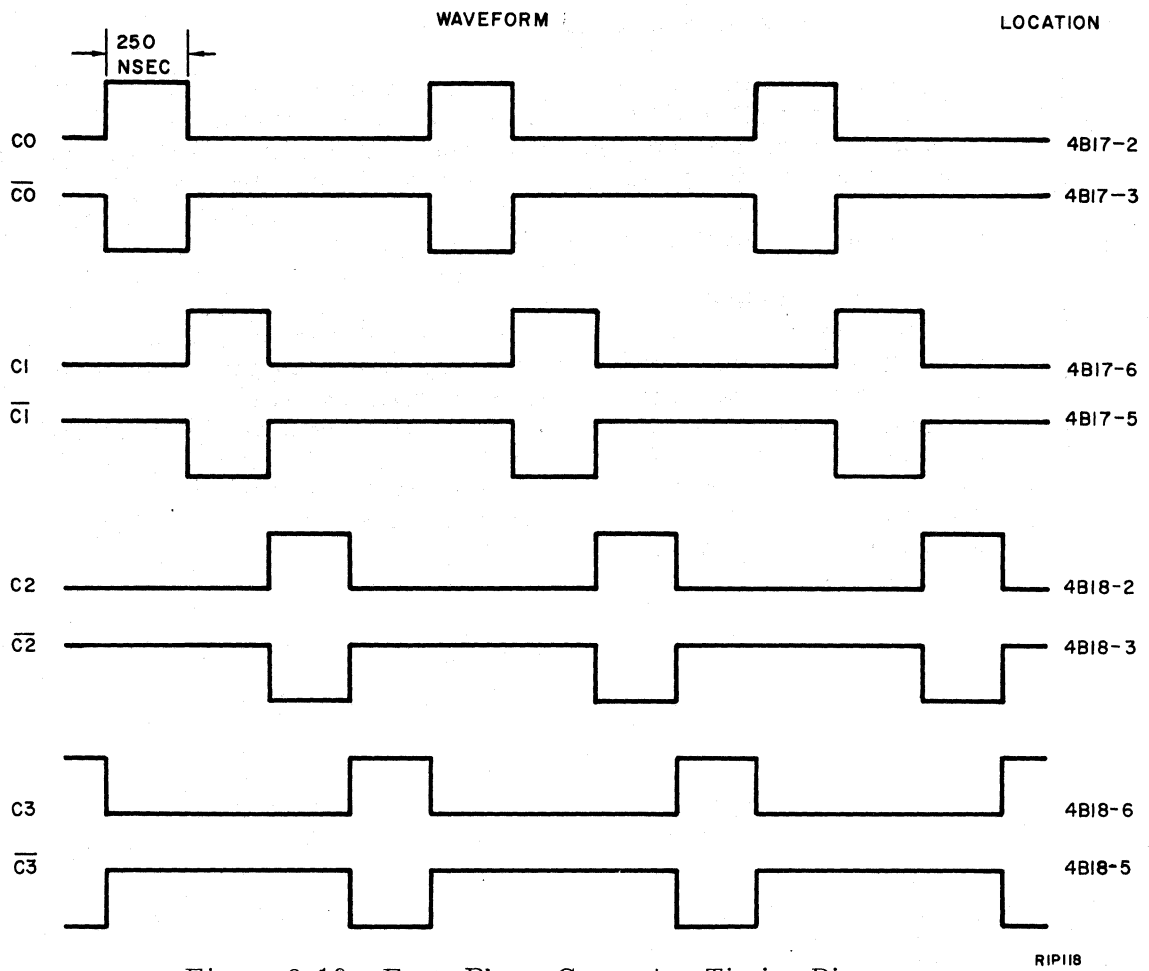 WAVEFORM
LOCATION
250
NSEC
C0
4B17-2
C0
4B17-3
C1
4B17-6
C1
4B17-5
C2
4B18-2
C2
4B18-3
C3
4B18-6
C3
4B18-5
RIP118